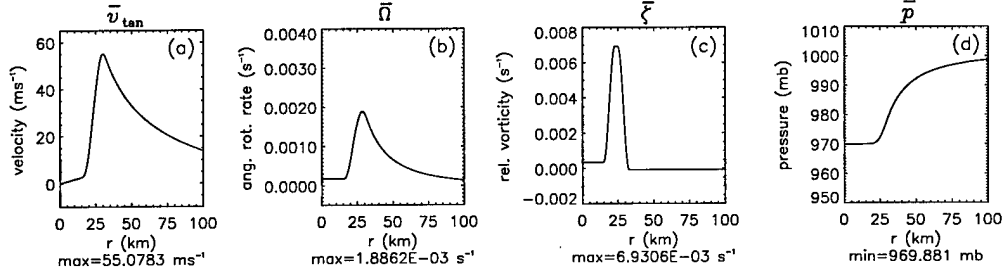 v̄ tan
Ω̄
ζ̄
p̄
(a)
(b)
(c)
(d)
velocity (ms⁻¹)
60
40
20
0
0 25 50 75 100
r (km)
max=55.0783 ms⁻¹
ang. rot. rate (s⁻¹)
0.0040
0.0030
0.0020
0.0010
0.0000
0 25 50 75 100
r (km)
max=1.8862E-03 s⁻¹
rel. vorticity (s⁻¹)
0.008
0.006
0.004
0.002
0.000
-0.002
0 25 50 75 100
r (km)
max=6.9306E-03 s⁻¹
pressure (mb)
1010
1000
990
980
970
960
950
0 25 50 75 100
r (km)
min=969.881 mb